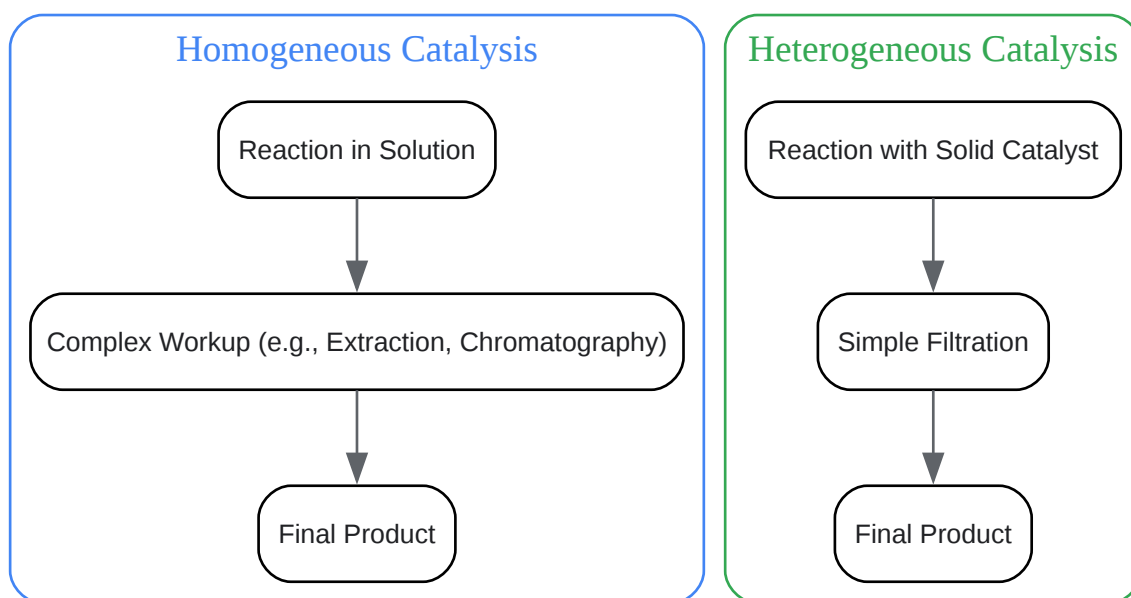 Homogeneous Catalysis
Reaction in Solution
Complex Workup (e.g., Extraction, Chromatography)
Final Product
Heterogeneous Catalysis
Reaction with Solid Catalyst
Simple Filtration
Final Product